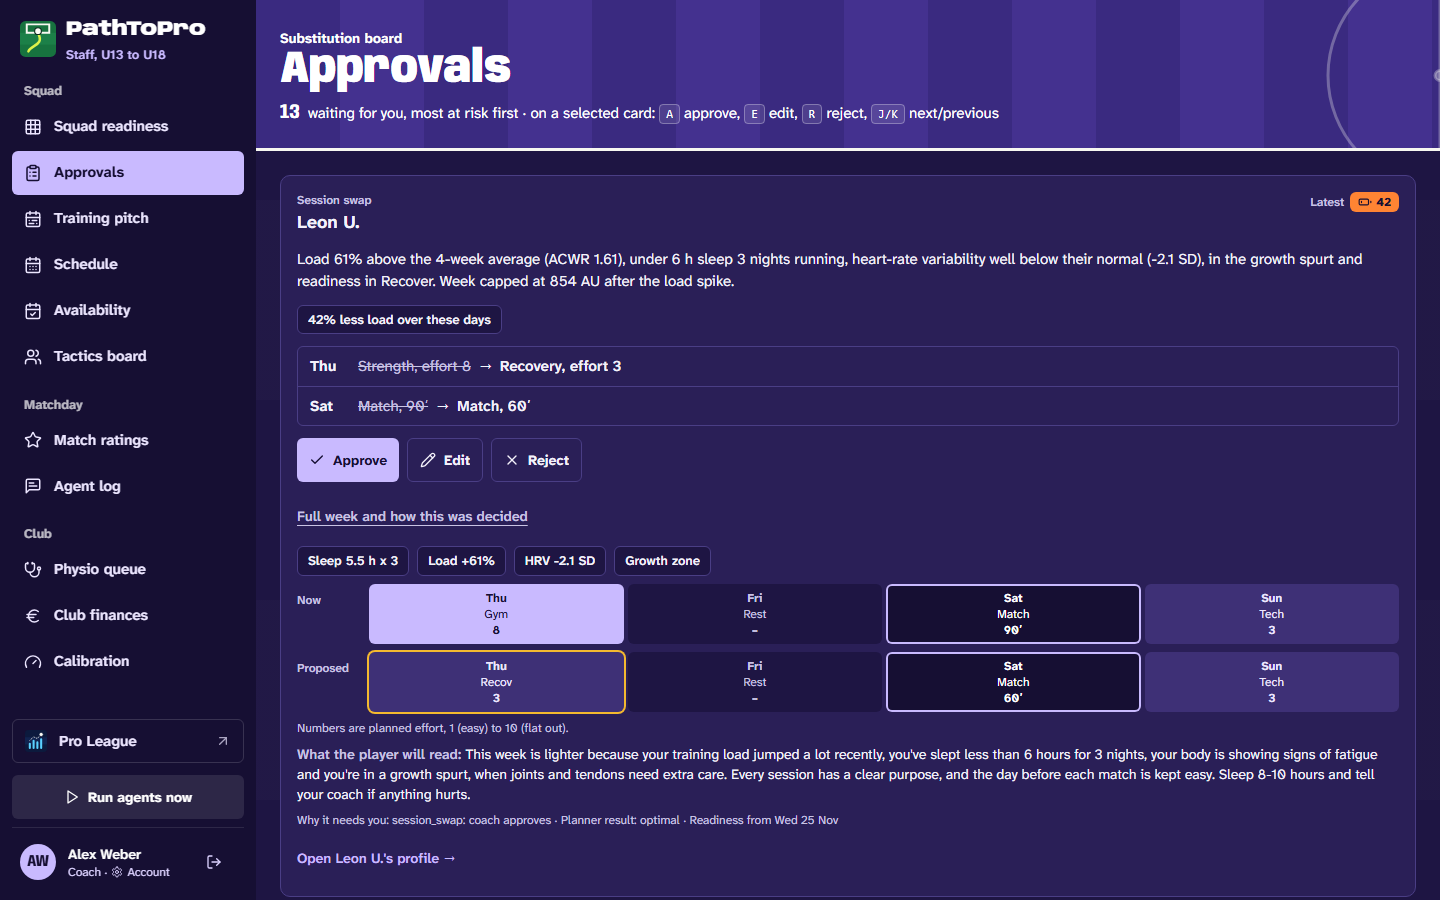 PathToPro
Staff, U13 to U18
Squad
Squad readiness
Approvals
Training pitch
Schedule
Availability
Tactics board
Matchday
Match ratings
Agent log
Club
Physio queue
Club finances
Calibration
Pro League
Run agents now
AW
Alex Weber
Coach · Account
Substitution board
Approvals
13 waiting for you, most at risk first · on a selected card: A approve, E edit, R reject, J/K next/previous
Session swap
Leon U.
Latest 42
Load 61% above the 4-week average (ACWR 1.61), under 6 h sleep 3 nights running, heart-rate variability well below their normal (-2.1 SD), in the growth spurt and
readiness in Recover. Week capped at 854 AU after the load spike.
42% less load over these days
Thu Strength, effort 8 → Recovery, effort 3
Sat Match, 90′ → Match, 60′
Approve Edit Reject
Full week and how this was decided
Sleep 5.5 h x 3 Load +61% HRV -2.1 SD Growth zone
Now
Thu
Gym
8
Fri
Rest
–
Sat
Match
90′
Sun
Tech
3
Proposed
Thu
Recov
3
Fri
Rest
–
Sat
Match
60′
Sun
Tech
3
Numbers are planned effort, 1 (easy) to 10 (flat out).
What the player will read: This week is lighter because your training load jumped a lot recently, you've slept less than 6 hours for 3 nights, your body is showing signs of fatigue
and you're in a growth spurt, when joints and tendons need extra care. Every session has a clear purpose, and the day before each match is kept easy. Sleep 8-10 hours and tell
your coach if anything hurts.
Why it needs you: session_swap: coach approves · Planner result: optimal · Readiness from Wed 25 Nov
Open Leon U.'s profile →